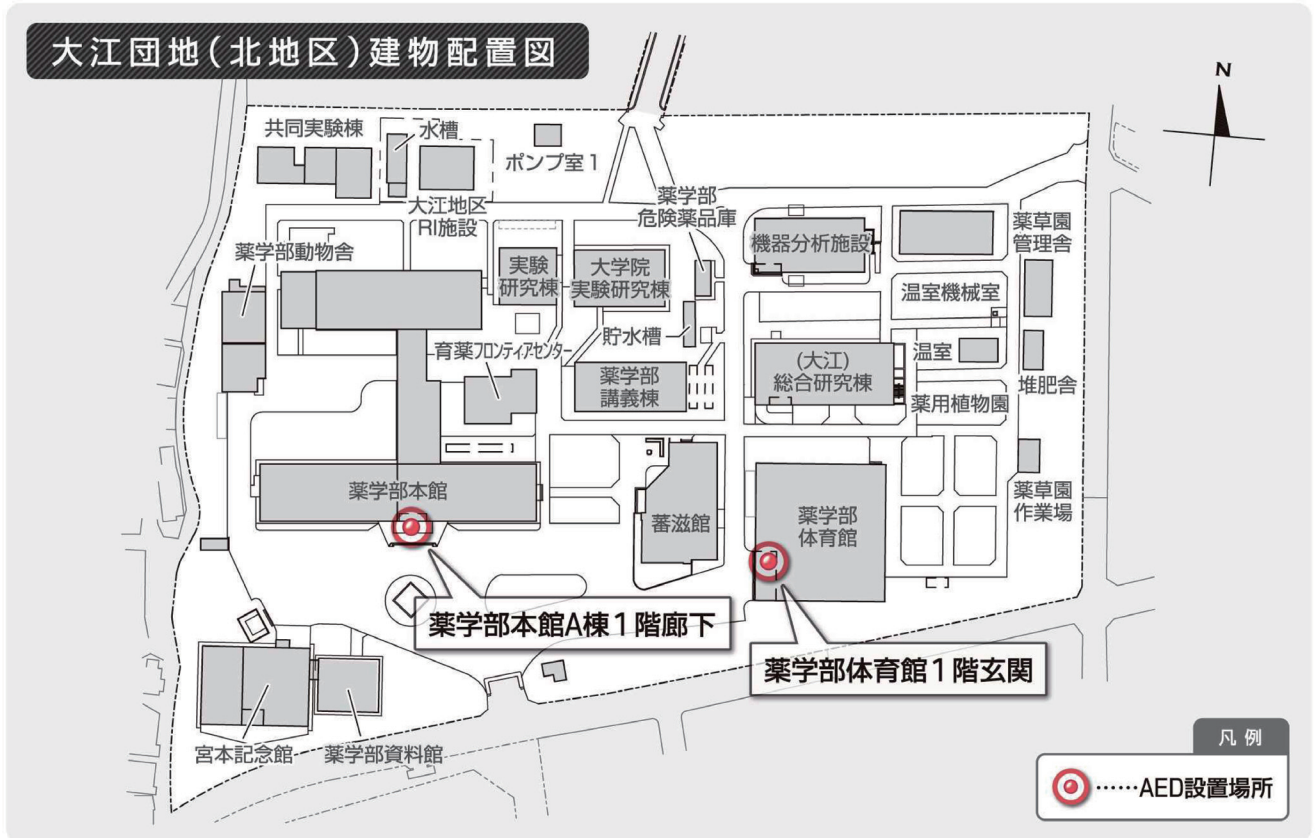 大江団地(北地区)建物配置図
N
共同実験棟
水槽
ポンプ室1
大江地区
RI施設
薬学部
危険薬品庫
機器分析施設
薬草園
管理舎
薬学部動物舎
実験
研究棟
大学院
実験研究棟
温室機械室
貯水槽
育薬フロンティアセンター
薬学部
講義棟
(大江)
総合研究棟
温室
堆肥舎
薬用植物園
薬学部本館
蕃滋館
薬学部
体育館
薬草園
作業場
薬学部本館A棟1階廊下
薬学部体育館1階玄関
宮本記念館
薬学部資料館
凡例
……AED設置場所